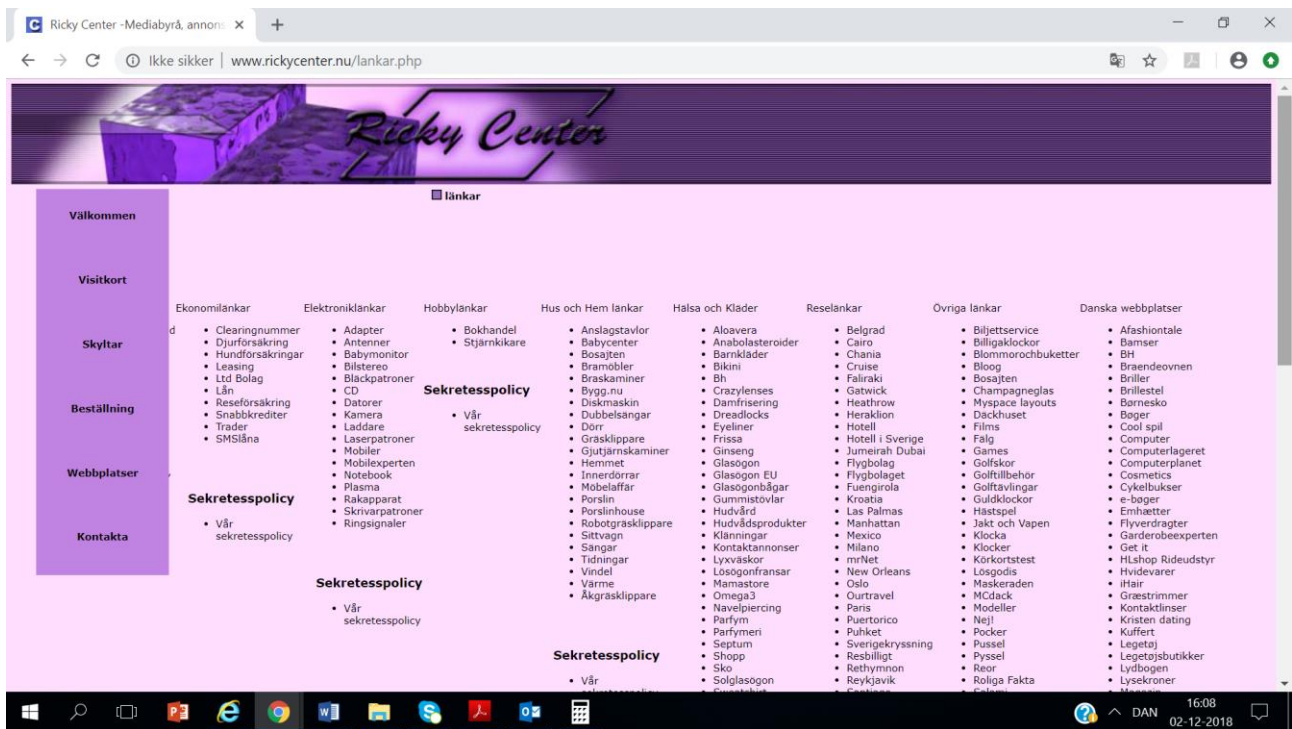 Ricky Center -Mediabyrå, annons
Ikke sikker | www.rickycenter.nu/lankar.php
Ricky Center
länkar
Välkommen
Visitkort
Skyltar
Beställning
Webbplatser
Kontakta
d
Ekonomilänkar
Clearingnummer
Djurförsäkring
Hundförsäkringar
Leasing
Ltd Bolag
Lån
Reseförsäkring
Snabbkrediter
Trader
SMSlåna
Sekretesspolicy
Vår
sekretesspolicy
Elektroniklänkar
Adapter
Antenner
Babymonitor
Bilstereo
Bläckpatroner
CD
Datorer
Kamera
Laddare
Laserpatroner
Mobiler
Mobilexperten
Notebook
Plasma
Rakapparat
Skrivarpatroner
Ringsignaler
Sekretesspolicy
Vår
sekretesspolicy
Hobbylänkar
Bokhandel
Stjärnkikare
Sekretesspolicy
Vår
sekretesspolicy
Hus och Hem länkar
Anslagstavlor
Babycenter
Bosajten
Bramöbler
Braskaminer
Bygg.nu
Diskmaskin
Dubbelsängar
Dörr
Gräsklippare
Gjutjärnskaminer
Hemmet
Innerdörrar
Möbelaffär
Porslin
Porslinhouse
Robotgräsklippare
Sittvagn
Sängar
Tidningar
Vindel
Värme
Åkgräsklippare
Sekretesspolicy
Vår
Hälsa och Kläder
Aloavera
Anabolasteroider
Barnkläder
Bikini
Bh
Crazylenses
Damfrisering
Dreadlocks
Eyeliner
Frissa
Ginseng
Glasögon
Glasögon EU
Glasögonbågar
Gummistövlar
Hudvård
Hudvådsprodukter
Klänningar
Kontaktannonser
Lyxväskor
Lösögonfransar
Mamastore
Omega3
Navelpiercing
Parfym
Parfymeri
Septum
Shopp
Sko
Solglasögon
Reselänkar
Belgrad
Cairo
Chania
Cruise
Faliraki
Gatwick
Heathrow
Heraklion
Hotell
Hotell i Sverige
Jumeirah Dubai
Flygbolag
Flygbolaget
Fuengirola
Kroatia
Las Palmas
Manhattan
Mexico
Milano
mrNet
New Orleans
Oslo
Ourtravel
Paris
Puertorico
Puhket
Sverigekryssning
Resbilligt
Rethymnon
Reykjavik
Övriga länkar
Biljettservice
Billigaklockor
Blommorochbuketter
Bloog
Bosajten
Champagneglas
Myspace layouts
Däckhuset
Films
Fälg
Games
Golfskor
Golftillbehör
Golftävlingar
Guldklockor
Hästspel
Jakt och Vapen
Klocka
Klocker
Körkortstest
Lösgodis
Maskeraden
MCdäck
Modeller
Nej!
Pocker
Pussel
Pyssel
Reor
Roliga Fakta
Danska webbplatser
Afashiontale
Bamser
BH
Braendeovnen
Briller
Brillestel
Børnesko
Bøger
Cool spil
Computer
Computerlageret
Computerplanet
Cosmetics
Cykelbukser
e-bøger
Emhætter
Flyverdragter
Garderobeexperten
Get it
HLshop Rideudstyr
Hvidevarer
iHair
Græstrimmer
Kontaktlinser
Kristen dating
Kuffert
Legetøj
Legetøjsbutikker
Lydbogen
Lysekroner
DAN
16:08
02-12-2018